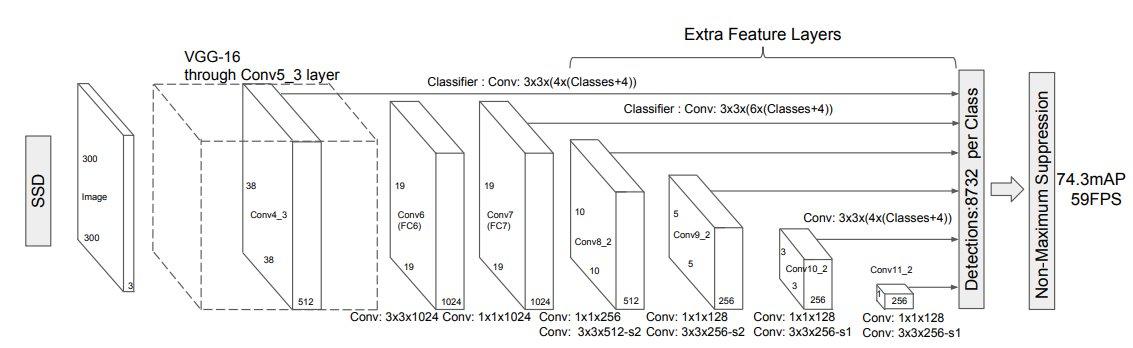 Extra Feature Layers
VGG-16
through Conv5_3 layer
Classifier : Conv: 3x3x(4x(Classes+4))
Classifier : Conv: 3x3x(6x(Classes+4))
SSD
300
Image
300
3
38
Conv4_3
38
512
19
Conv6
(FC6)
19
1024
19
Conv7
(FC7)
19
1024
10
Conv8_2
10
512
5
Conv9_2
5
256
Conv: 3x3x(4x(Classes+4))
3
Conv10_2
3
256
Conv11_2
1
256
Detections:8732 per Class
Non-Maximum Suppression
74.3mAP
59FPS
Conv: 3x3x1024
Conv: 1x1x1024
Conv: 1x1x256
Conv: 3x3x512-s2
Conv: 1x1x128
Conv: 3x3x256-s2
Conv: 1x1x128
Conv: 3x3x256-s1
Conv: 1x1x128
Conv: 3x3x256-s1